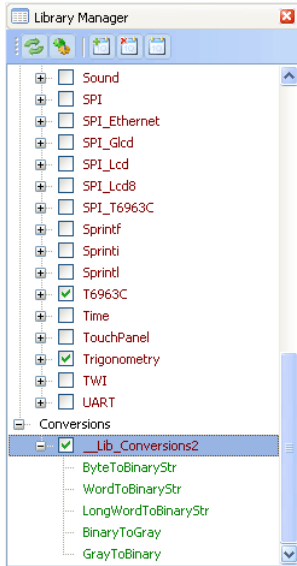 Library Manager
Sound
SPI
SPI_Ethernet
SPI_Glcd
SPI_Lcd
SPI_Lcd8
SPI_T6963C
Sprintf
Sprinti
Sprintl
T6963C
Time
TouchPanel
Trigonometry
TWI
UART
Conversions
__Lib_Conversions2
ByteToBinaryStr
WordToBinaryStr
LongWordToBinaryStr
BinaryToGray
GrayToBinary